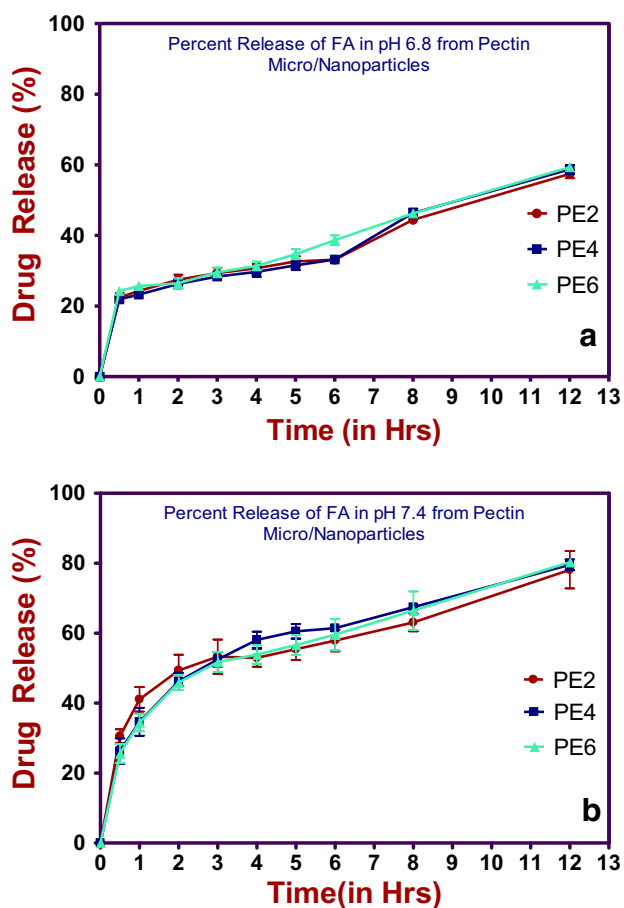 Percent Release of FA in pH 6.8 from Pectin
Micro/Nanoparticles
Drug Release (%)
100
80
60
40
20
0
PE2
PE4
PE6
a
0 1 2 3 4 5 6 7 8 9 10 11 12 13
Time (in Hrs)
Percent Release of FA in pH 7.4 from Pectin
Micro/Nanoparticles
Drug Release (%)
100
80
60
40
20
0
PE2
PE4
PE6
b
0 1 2 3 4 5 6 7 8 9 10 11 12 13
Time(in Hrs)